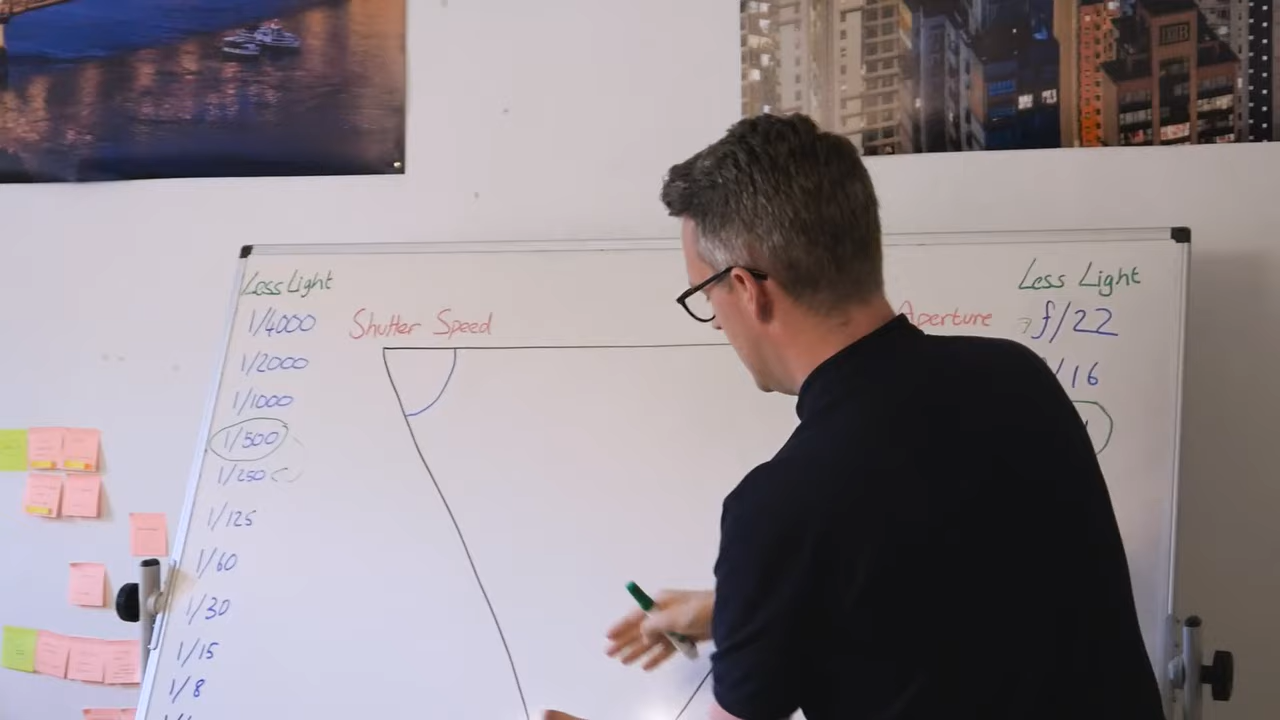 Less Light
1/4000
1/2000
1/1000
1/500
1/250
1/125
1/60
1/30
1/15
1/8
Shutter Speed
Aperture
Less Light
f/22
/16